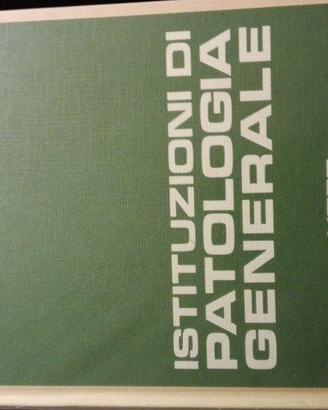 ISTITUZIONI DI
PATOLOGIA
GENERALE